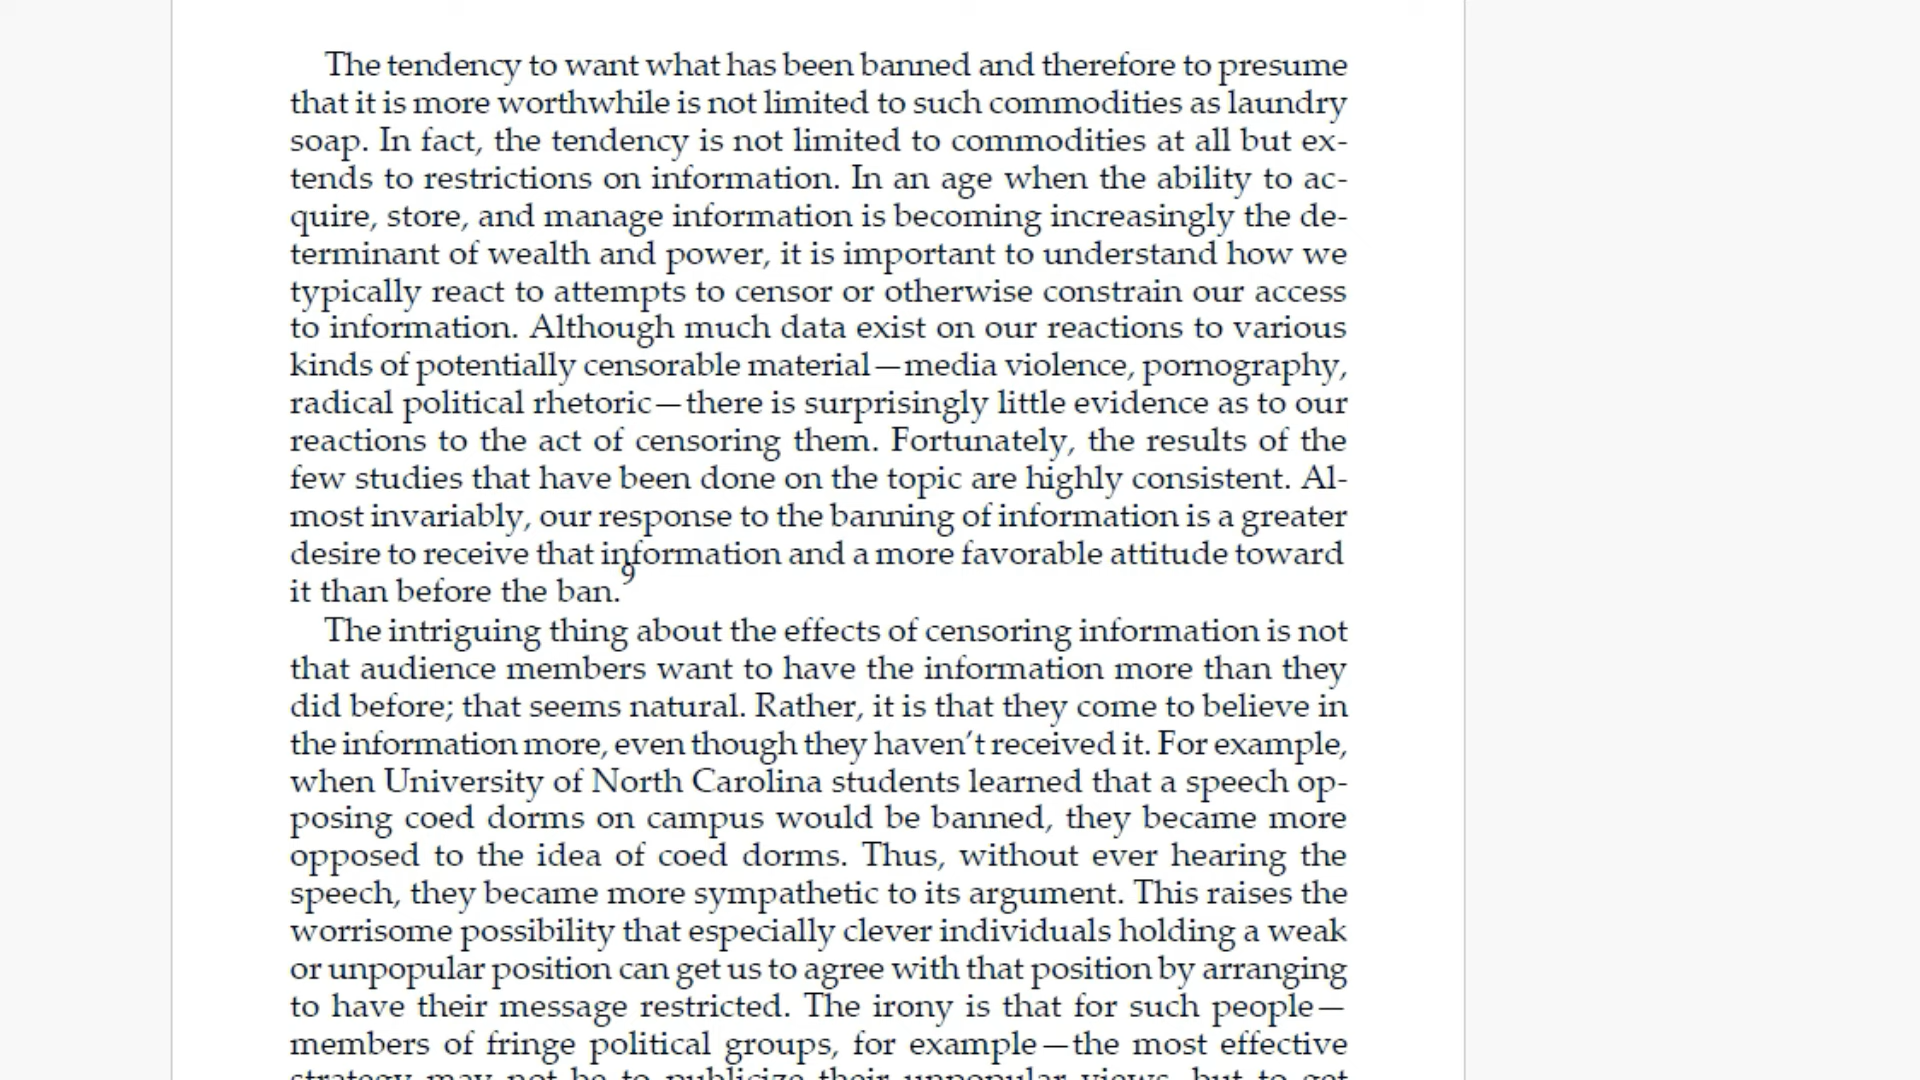 The tendency to want what has been banned and therefore to presume
that it is more worthwhile is not limited to such commodities as laundry
soap. In fact, the tendency is not limited to commodities at all but ex-
tends to restrictions on information. In an age when the ability to ac-
quire, store, and manage information is becoming increasingly the de-
terminant of wealth and power, it is important to understand how we
typically react to attempts to censor or otherwise constrain our access
to information. Although much data exist on our reactions to various
kinds of potentially censorable material—media violence, pornography,
radical political rhetoric—there is surprisingly little evidence as to our
reactions to the act of censoring them. Fortunately, the results of the
few studies that have been done on the topic are highly consistent. Al-
most invariably, our response to the banning of information is a greater
desire to receive that information and a more favorable attitude toward
it than before the ban.9
The intriguing thing about the effects of censoring information is not
that audience members want to have the information more than they
did before; that seems natural. Rather, it is that they come to believe in
the information more, even though they haven’t received it. For example,
when University of North Carolina students learned that a speech op-
posing coed dorms on campus would be banned, they became more
opposed to the idea of coed dorms. Thus, without ever hearing the
speech, they became more sympathetic to its argument. This raises the
worrisome possibility that especially clever individuals holding a weak
or unpopular position can get us to agree with that position by arranging
to have their message restricted. The irony is that for such people—
members of fringe political groups, for example—the most effective
strategy may not be to publicize their unpopular views, but to get